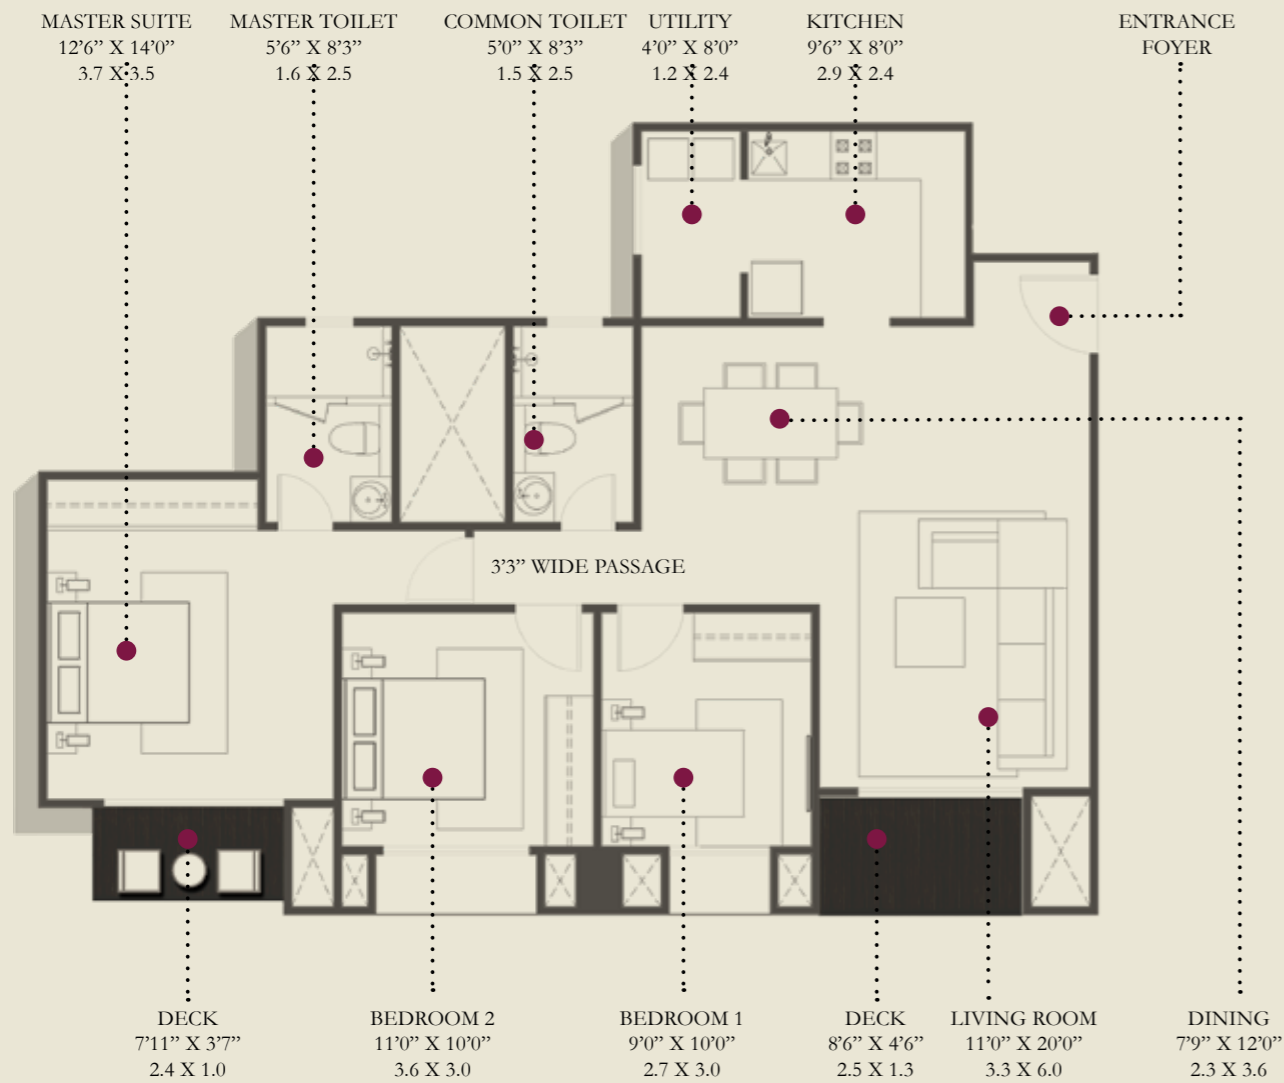 MASTER SUITE
12’6” X 14’0”
3.7 X 3.5
MASTER TOILET
5’6” X 8’3”
1.6 X 2.5
COMMON TOILET
5’0” X 8’3”
1.5 X 2.5
UTILITY
4’0” X 8’0”
1.2 X 2.4
KITCHEN
9’6” X 8’0”
2.9 X 2.4
ENTRANCE
FOYER
3’3” WIDE PASSAGE
DECK
7’11” X 3’7”
2.4 X 1.0
BEDROOM 2
11’0” X 10’0”
3.6 X 3.0
BEDROOM 1
9’0” X 10’0”
2.7 X 3.0
DECK
8’6” X 4’6”
2.5 X 1.3
LIVING ROOM
11’0” X 20’0”
3.3 X 6.0
DINING
7’9” X 12’0”
2.3 X 3.6